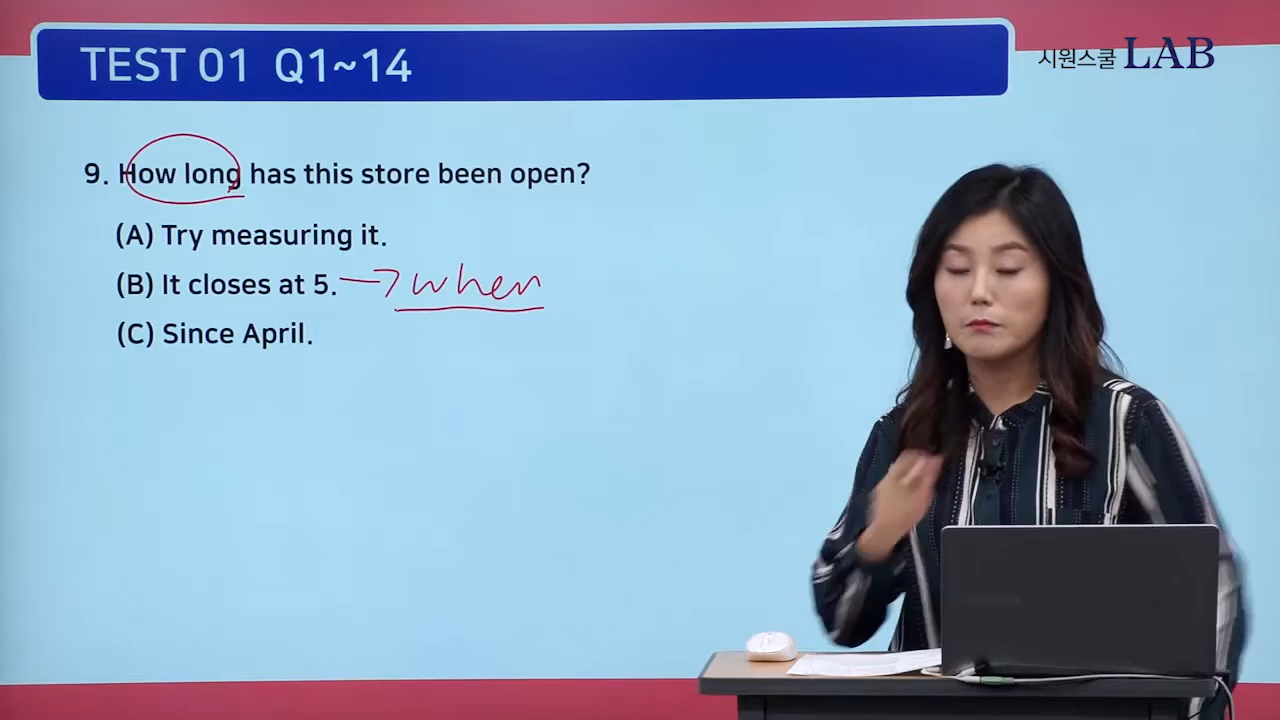 TEST 01 Q1~14
시원스쿨 LAB
9. How long has this store been open?
(A) Try measuring it.
(B) It closes at 5. → when
(C) Since April.